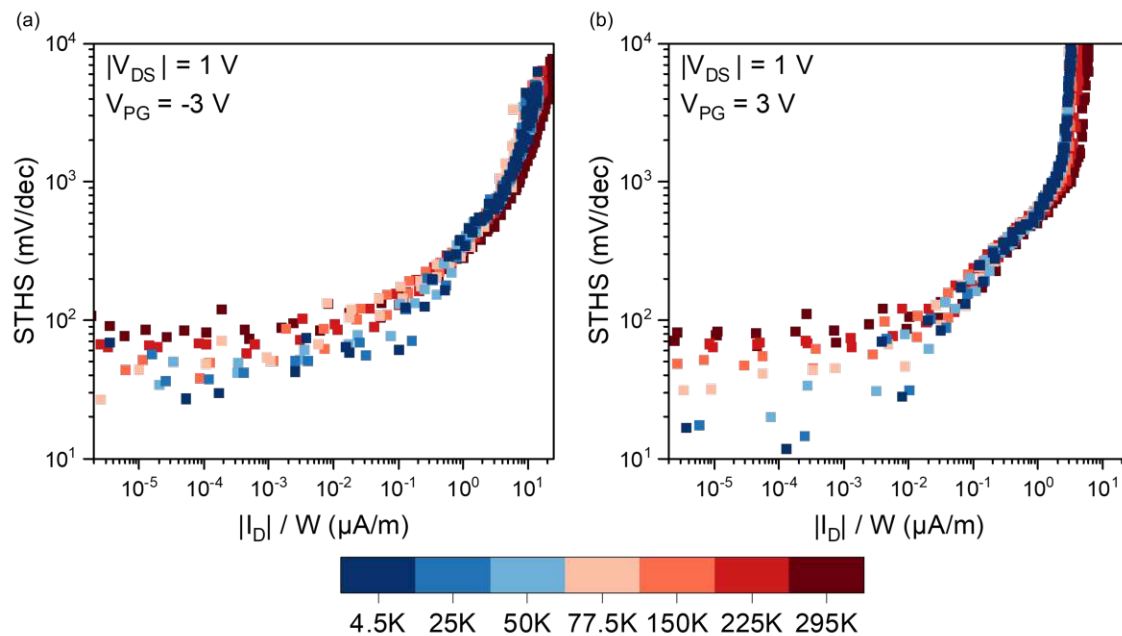 (a)
|V_DS| = 1 V
V_PG = -3 V
STHS (mV/dec)
10^4
10^3
10^2
10^1
10^-5 10^-4 10^-3 10^-2 10^-1 10^0 10^1
|I_D| / W (µA/m)
(b)
|V_DS| = 1 V
V_PG = 3 V
STHS (mV/dec)
10^4
10^3
10^2
10^1
10^-5 10^-4 10^-3 10^-2 10^-1 10^0 10^1
|I_D| / W (µA/m)
4.5K 25K 50K 77.5K 150K 225K 295K